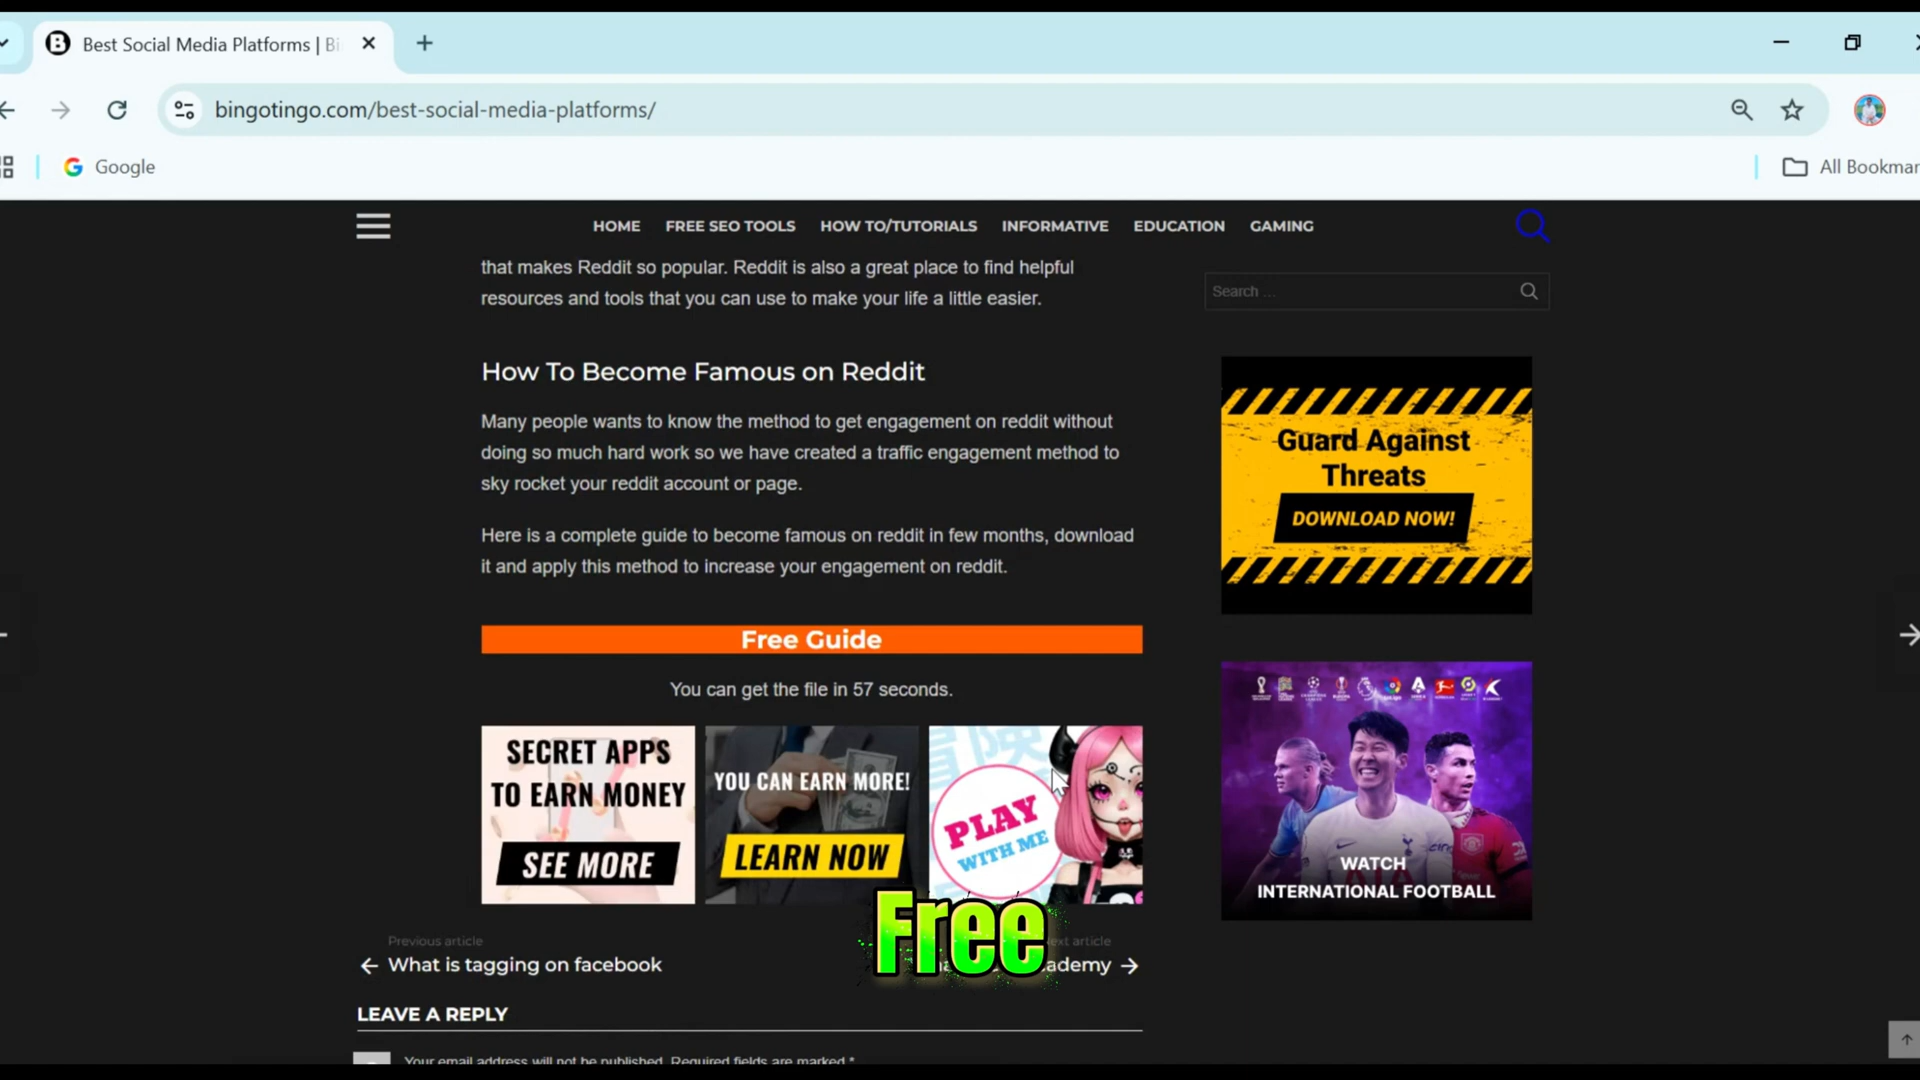 Best Social Media Platforms | Bi
bingotingo.com/best-social-media-platforms/
Google
All Bookmar
HOME FREE SEO TOOLS HOW TO/TUTORIALS INFORMATIVE EDUCATION GAMING
that makes Reddit so popular. Reddit is also a great place to find helpful
resources and tools that you can use to make your life a little easier.
Search ...
How To Become Famous on Reddit
Many people wants to know the method to get engagement on reddit without
doing so much hard work so we have created a traffic engagement method to
sky rocket your reddit account or page.
Here is a complete guide to become famous on reddit in few months, download
it and apply this method to increase your engagement on reddit.
Guard Against
Threats
DOWNLOAD NOW!
Free Guide
You can get the file in 57 seconds.
SECRET APPS
TO EARN MONEY
SEE MORE
YOU CAN EARN MORE!
LEARN NOW
冒険
PLAY
WITH ME
WATCH
INTERNATIONAL FOOTBALL
Free
Previous article
article
What is tagging on facebook
ademy
LEAVE A REPLY
Your email address will not be published. Required fields are marked *